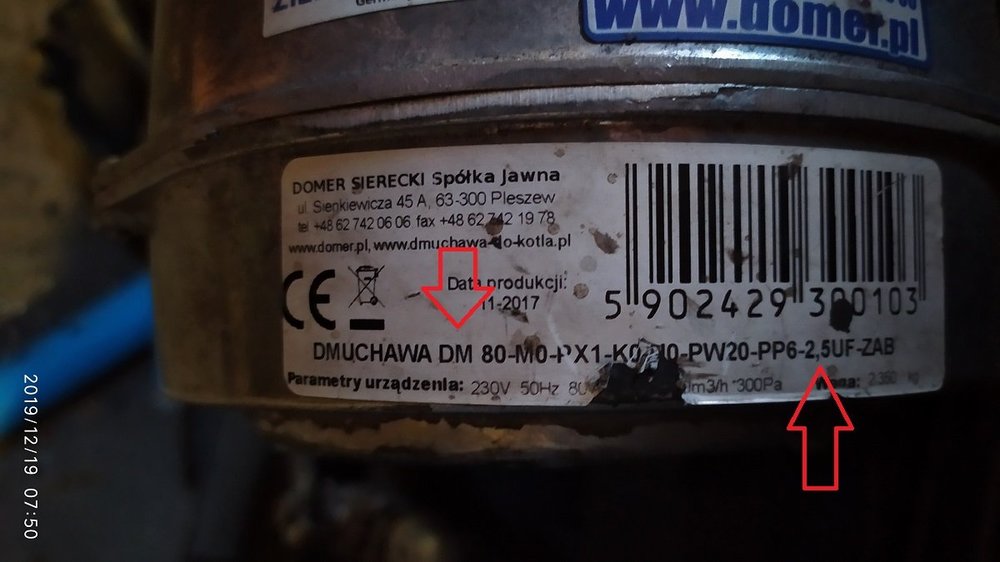 www.domer.pl
DOMER SIERECKI Spółka Jawna
ul. Sienkiewicza 45 A, 63-300 Pleszew
tel +48 62 742 06 06 fax +48 62 742 19 78
www.domer.pl, www.dmuchawa-do-kotla.pl
CE
Data produkcji:
11-2017
5 902429 300103
DMUCHAWA DM 80-M0-PX1-K0 M0-PW20-PP6-2,5UF-ZAB
Parametry urządzenia: 230V 50Hz m3/h 300Pa kg
2019/12/19 07:50